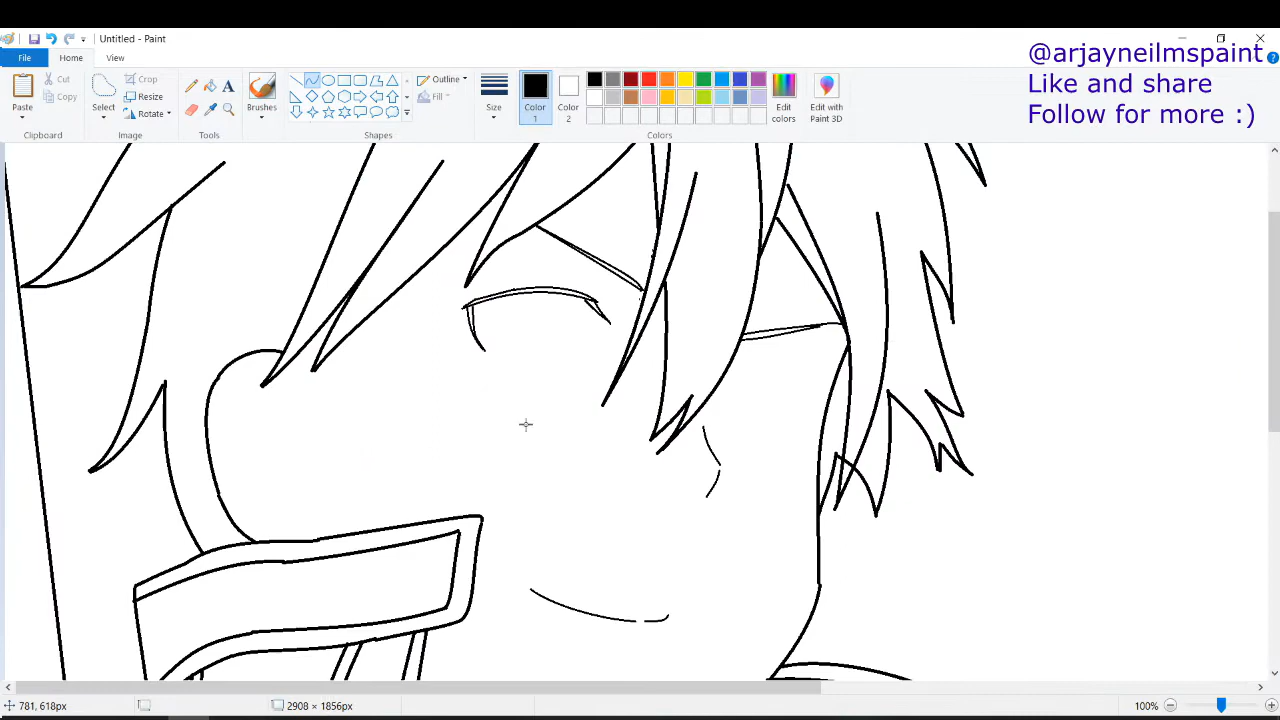 Untitled - Paint
@arjayneilmspaint
Like and share
Follow for more :)
File
Home
View
Paste
Cut
Copy
Clipboard
Select
Crop
Resize
Rotate
Image
A
Tools
Brushes
Outline
Fill
Shapes
Size
Color
1
Color
2
Edit
colors
Edit with
Paint 3D
Colors
781, 618px
2908 × 1856px
100%